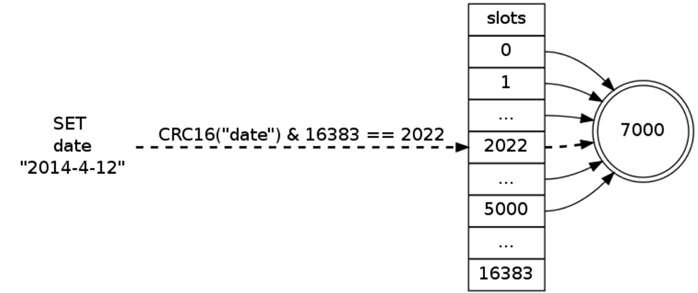 SET
date
"2014-4-12"
CRC16("date") & 16383 == 2022
slots
0
1
...
2022
...
5000
...
16383
7000